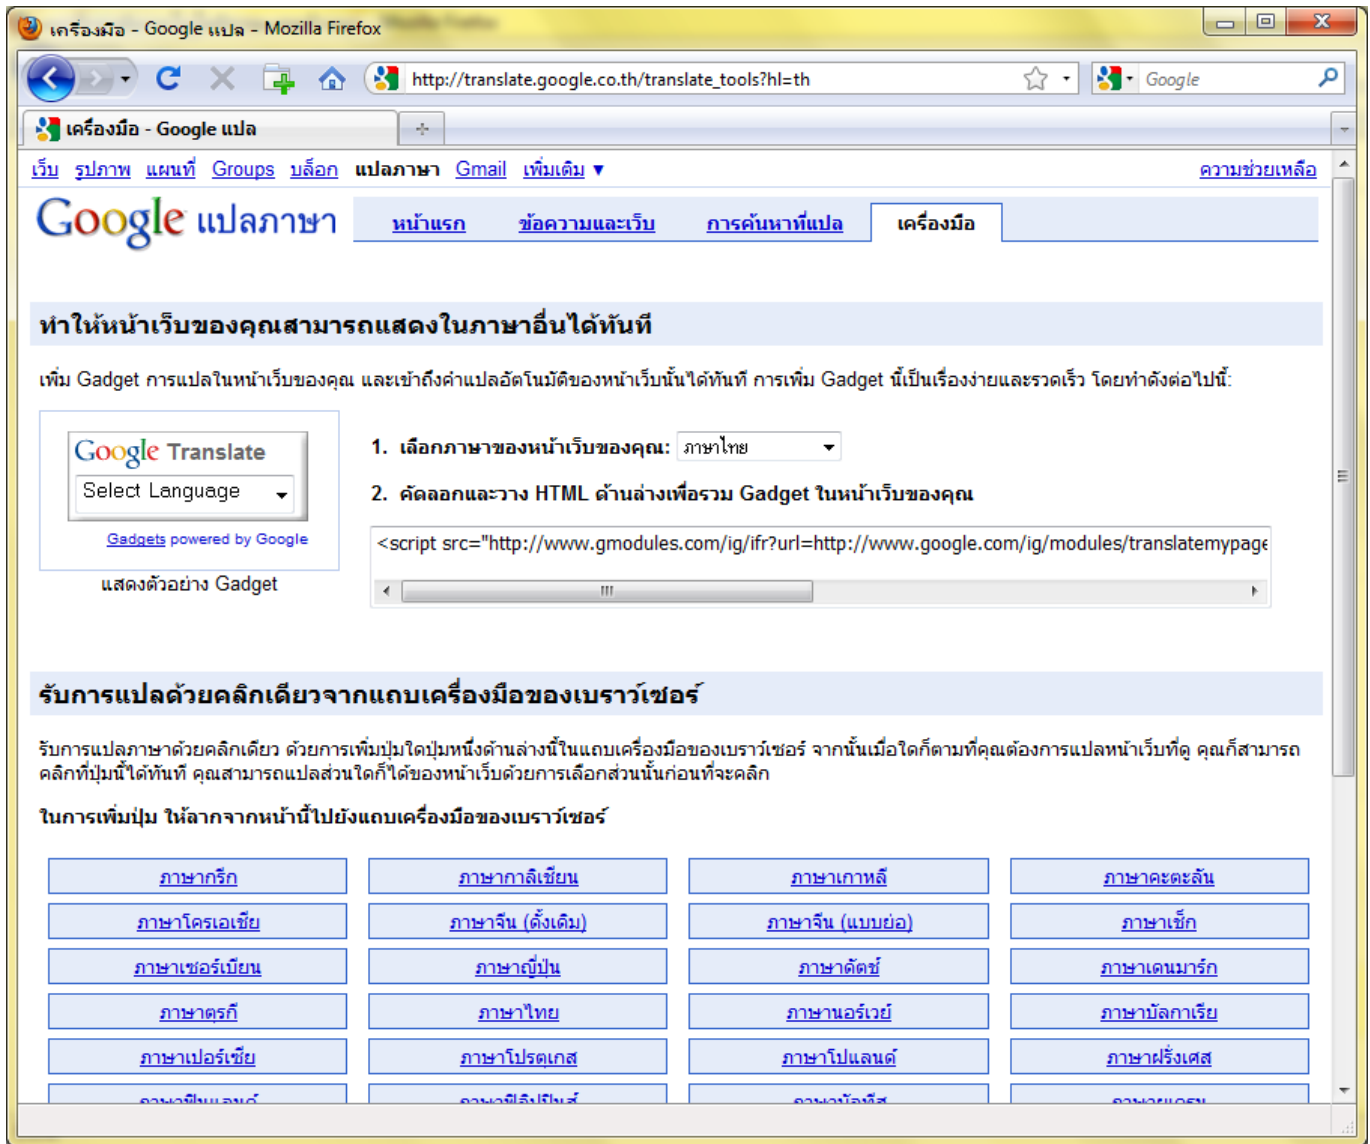 เครื่องมือ - Google แปล - Mozilla Firefox
http://translate.google.co.th/translate_tools?hl=th
Google
เครื่องมือ - Google แปล
เว็บ รูปภาพ แผนที่ Groups บล็อก แปลภาษา Gmail เพิ่มเติม ▼ ความช่วยเหลือ
Google แปลภาษา หน้าแรก ข้อความและเว็บ การค้นหาที่แปล เครื่องมือ
ทำให้หน้าเว็บของคุณสามารถแสดงในภาษาอื่นได้ทันที
เพิ่ม Gadget การแปลในหน้าเว็บของคุณ และเข้าถึงคำแปลอัตโนมัติของหน้าเว็บนั้นได้ทันที การเพิ่ม Gadget นี้เป็นเรื่องง่ายและรวดเร็ว โดยทำดังต่อไปนี้:
Google Translate
Select Language
Gadgets powered by Google
แสดงตัวอย่าง Gadget
1. เลือกภาษาของหน้าเว็บของคุณ: ภาษาไทย
2. คัดลอกและวาง HTML ด้านล่างเพื่อรวม Gadget ในหน้าเว็บของคุณ
<script src="http://www.gmodules.com/ig/ifr?url=http://www.google.com/ig/modules/translatemypage
รับการแปลด้วยคลิกเดียวจากแถบเครื่องมือของเบราว์เซอร์
รับการแปลภาษาด้วยคลิกเดียว ด้วยการเพิ่มปุ่มใดปุ่มหนึ่งด้านล่างนี้ในแถบเครื่องมือของเบราว์เซอร์ จากนั้นเมื่อใดก็ตามที่คุณต้องการแปลหน้าเว็บที่ดู คุณก็สามารถ
คลิกที่ปุ่มนี้ได้ทันที คุณสามารถแปลส่วนใดก็ได้ของหน้าเว็บด้วยการเลือกส่วนนั้นก่อนที่จะคลิก
ในการเพิ่มปุ่ม ให้ลากจากหน้านี้ไปยังแถบเครื่องมือของเบราว์เซอร์
ภาษากรีก ภาษากาลิเชียน ภาษาเกาหลี ภาษาคะตะลัน
ภาษาโครเอเชีย ภาษาจีน (ดั้งเดิม) ภาษาจีน (แบบย่อ) ภาษาเช็ก
ภาษาเซอร์เบียน ภาษาญี่ปุ่น ภาษาดัตช์ ภาษาเดนมาร์ก
ภาษาตุรกี ภาษาไทย ภาษานอร์เวย์ ภาษาบัลกาเรีย
ภาษาเปอร์เซีย ภาษาโปรตุเกส ภาษาโปแลนด์ ภาษาฝรั่งเศส